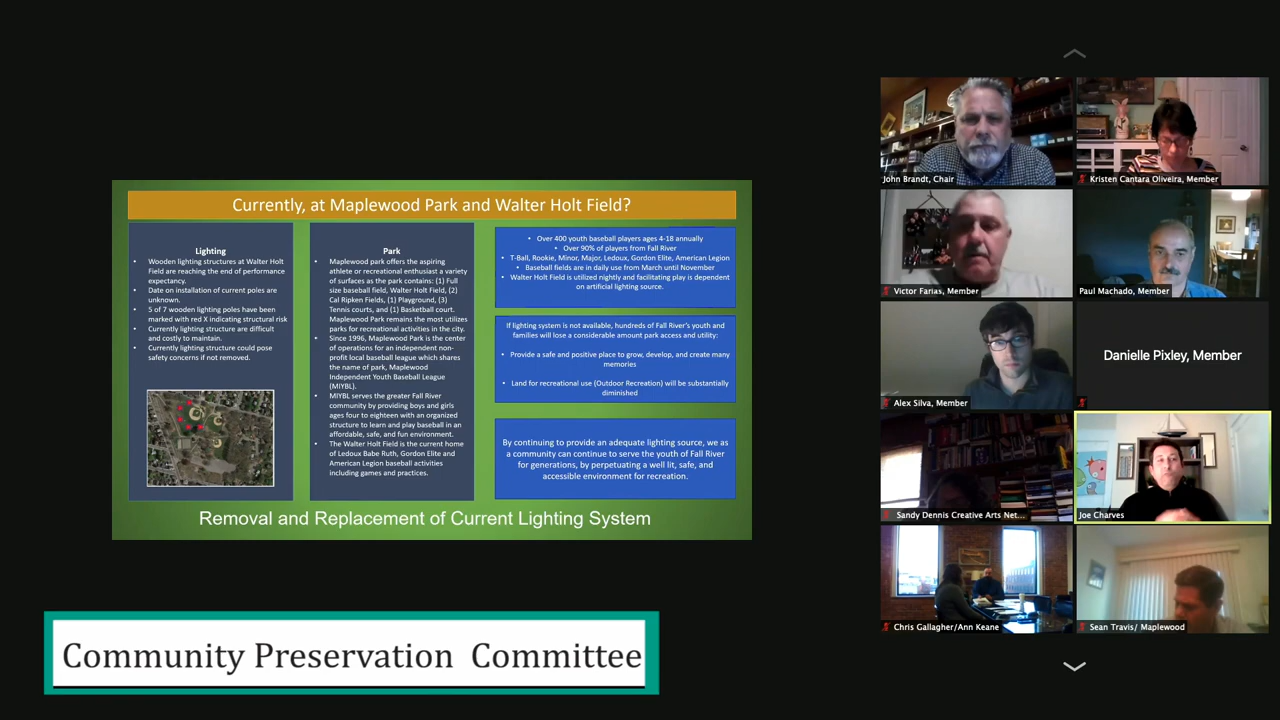 Currently, at Maplewood Park and Walter Holt Field?
Lighting
• Wooden lighting structures at Walter Holt
Field are reaching the end of performance
expectancy.
• Date on installation of current poles are
unknown.
• 5 of 7 wooden lighting poles have been
marked with red X indicating structural risk
• Currently lighting structure are difficult
and costly to maintain.
• Currently lighting structure could pose
safety concerns if not removed.
Park
• Maplewood park offers the aspiring
athlete or recreational enthusiast a variety
of surfaces as the park contains: (1) Full
size baseball field, Walter Holt Field, (2)
Cal Ripken Fields, (1) Playground, (3)
Tennis courts, and (1) Basketball court.
Maplewood Park remains the most utilizes
parks for recreational activities in the city.
• Since 1996, Maplewood Park is the center
of operations for an independent non-
profit local baseball league which shares
the name of park, Maplewood
Independent Youth Baseball League
(MIYBL).
• MIYBL serves the greater Fall River
community by providing boys and girls
ages four to eighteen with an organized
structure to learn and play baseball in an
affordable, safe, and fun environment.
• The Walter Holt Field is the current home
of Ledoux Babe Ruth, Gordon Elite and
American Legion baseball activities
including games and practices.
• Over 400 youth baseball players ages 4-18 annually
• Over 90% of players from Fall River
• T-Ball, Rookie, Minor, Major, Ledoux, Gordon Elite, American Legion
• Baseball fields are in daily use from March until November
• Walter Holt Field is utilized nightly and facilitating play is dependent
on artificial lighting source.
If lighting system is not available, hundreds of Fall River's youth and
families will lose a considerable amount park access and utility:
• Provide a safe and positive place to grow, develop, and create many
memories
• Land for recreational use (Outdoor Recreation) will be substantially
diminished
By continuing to provide an adequate lighting source, we as
a community can continue to serve the youth of Fall River
for generations, by perpetuating a well lit, safe, and
accessible environment for recreation.
Removal and Replacement of Current Lighting System
Community Preservation Committee
John Brandt, Chair
Kristen Cantara Oliveira, Member
Victor Farias, Member
Paul Machado, Member
Alex Silva, Member
Danielle Pixley, Member
Sandy Dennis Creative Arts Net...
Joe Charves
Chris Gallagher/Ann Keane
Sean Travis/ Maplewood